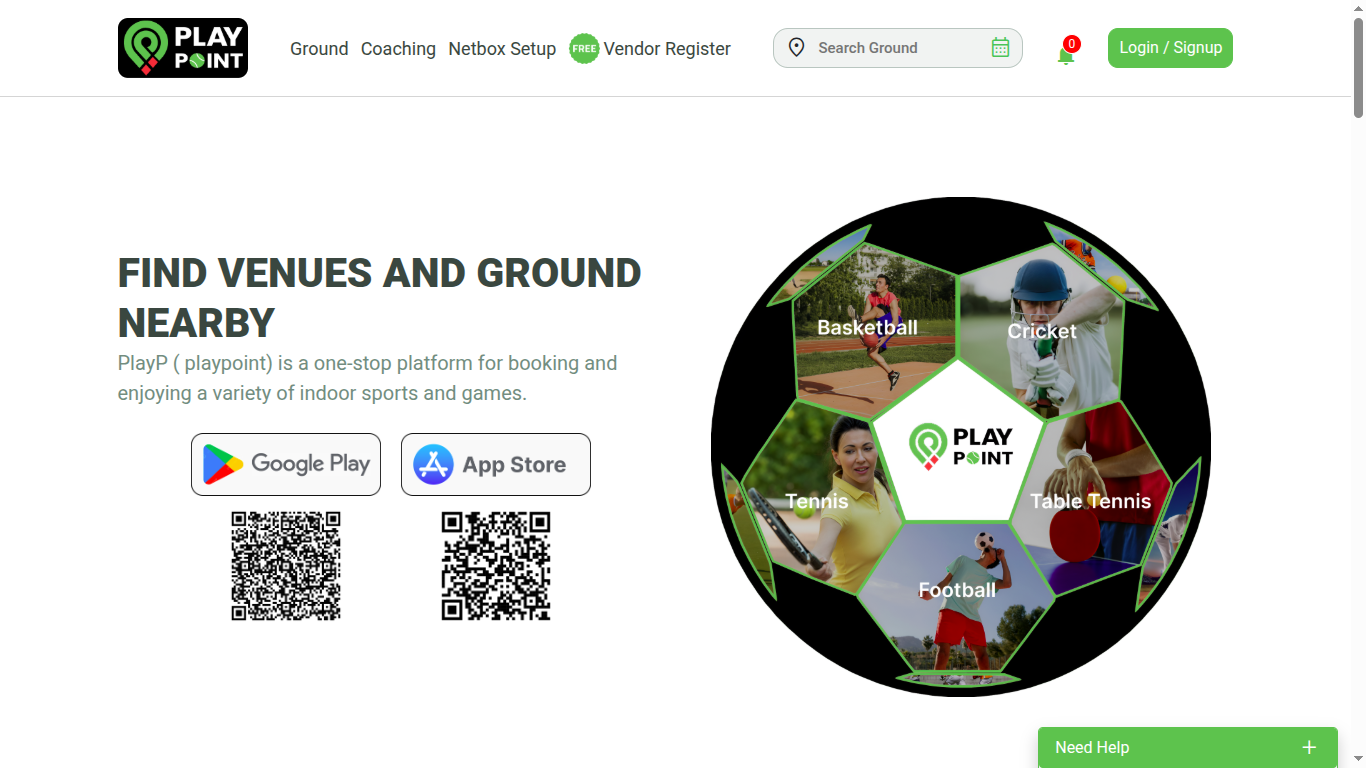 PLAY
POINT
Ground
Coaching
Netbox Setup
FREE
Vendor Register
Search Ground
0
Login / Signup
FIND VENUES AND GROUND
NEARBY
PlayP ( playpoint) is a one-stop platform for booking and
enjoying a variety of indoor sports and games.
Google Play
App Store
Basketball
Cricket
PLAY
POINT
Tennis
Table Tennis
Football
Need Help